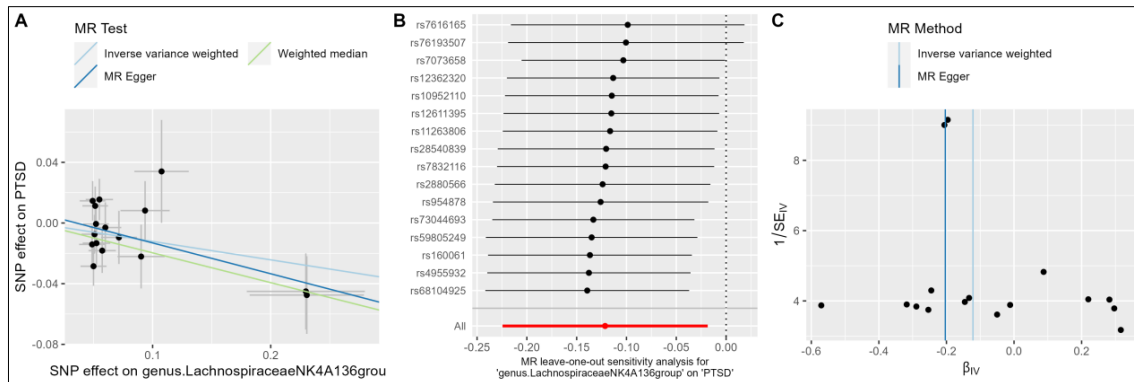 A
MR Test
Inverse variance weighted
Weighted median
MR Egger
SNP effect on PTSD
0.04
0.00
-0.04
-0.08
0.1
0.2
SNP effect on genus.LachnospiraceaeNK4A136grou
B
rs7616165
rs76193507
rs7073658
rs12362320
rs10952110
rs12611395
rs11263806
rs28540839
rs7832116
rs2880566
rs954878
rs73044693
rs59805249
rs160061
rs4955932
rs68104925
All
-0.25
-0.20
-0.15
-0.10
-0.05
0.00
MR leave-one-out sensitivity analysis for
'genus.LachnospiraceaeNK4A136group' on 'PTSD'
C
MR Method
Inverse variance weighted
MR Egger
1/SE_IV
8
6
4
-0.6
-0.4
-0.2
0.0
0.2
β_IV